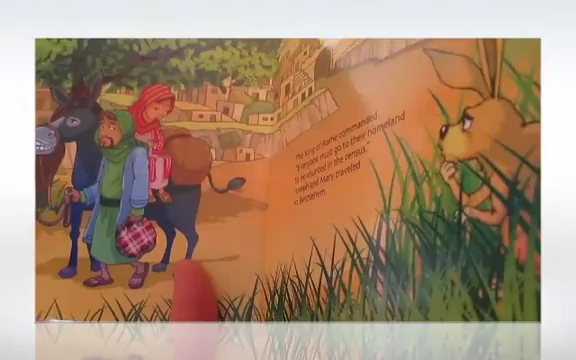 The King of Rome commanded
"Everyone must go to their homeland
to be counted in the census."
Joseph and Mary traveled
to Bethlehem.